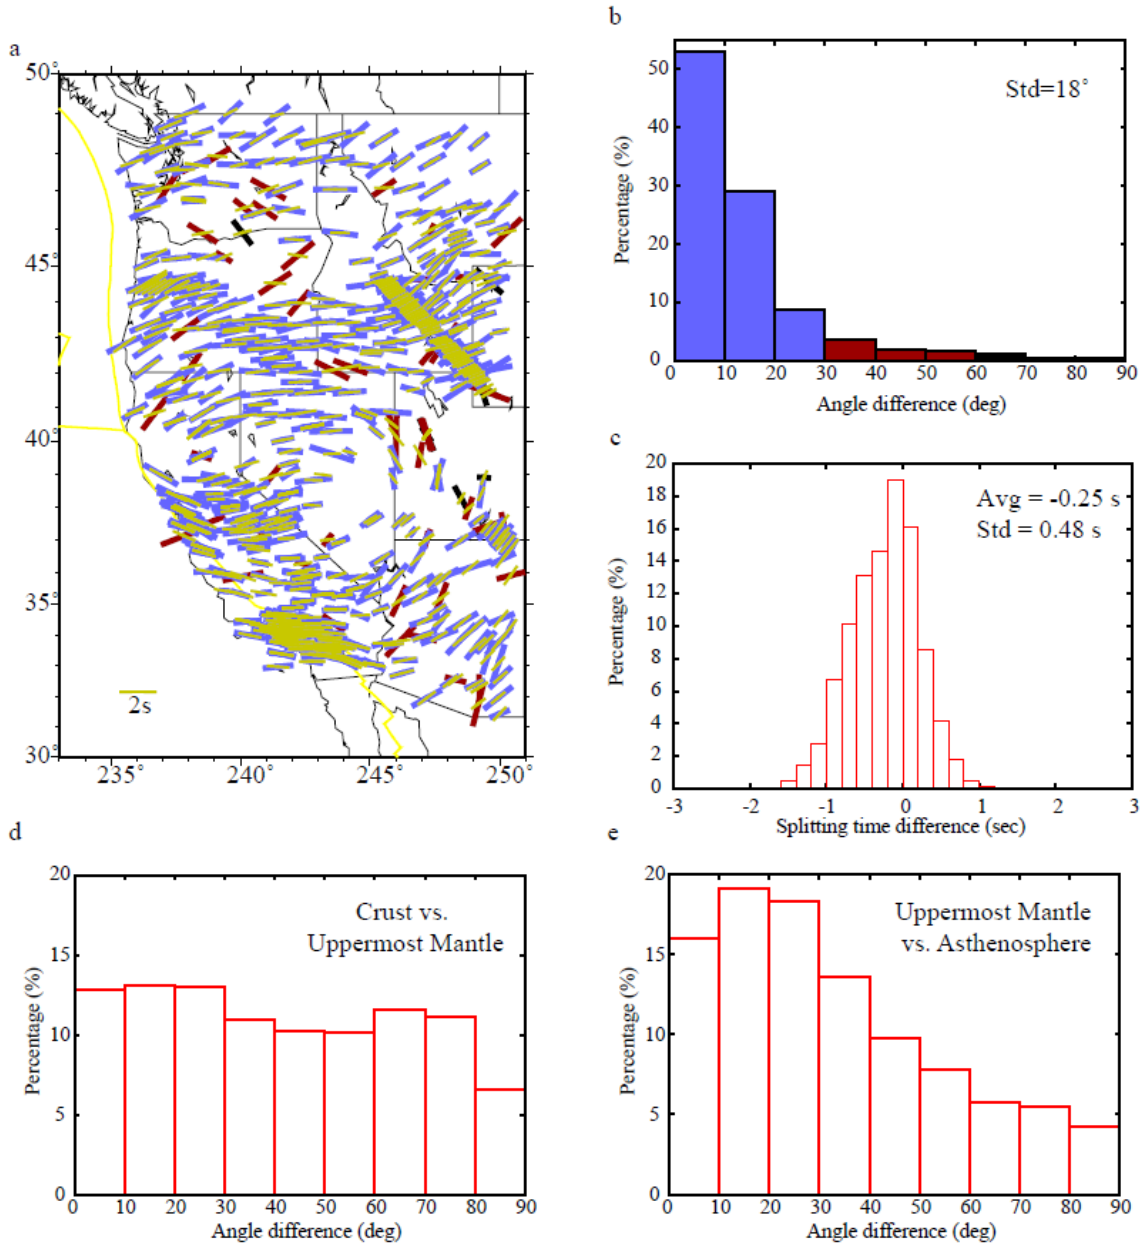 a
50°
45°
40°
35°
30°
235°
240°
245°
250°
2s
b
Std=18°
Percentage (%)
50
40
30
20
10
0
0 10 20 30 40 50 60 70 80 90
Angle difference (deg)
c
Avg = -0.25 s
Std = 0.48 s
Percentage (%)
20
18
16
14
12
10
8
6
4
2
0
-3 -2 -1 0 1 2 3
Splitting time difference (sec)
d
Crust vs.
Uppermost Mantle
Percentage (%)
20
15
10
5
0
0 10 20 30 40 50 60 70 80 90
Angle difference (deg)
e
Uppermost Mantle
vs. Asthenosphere
Percentage (%)
20
15
10
5
0
0 10 20 30 40 50 60 70 80 90
Angle difference (deg)